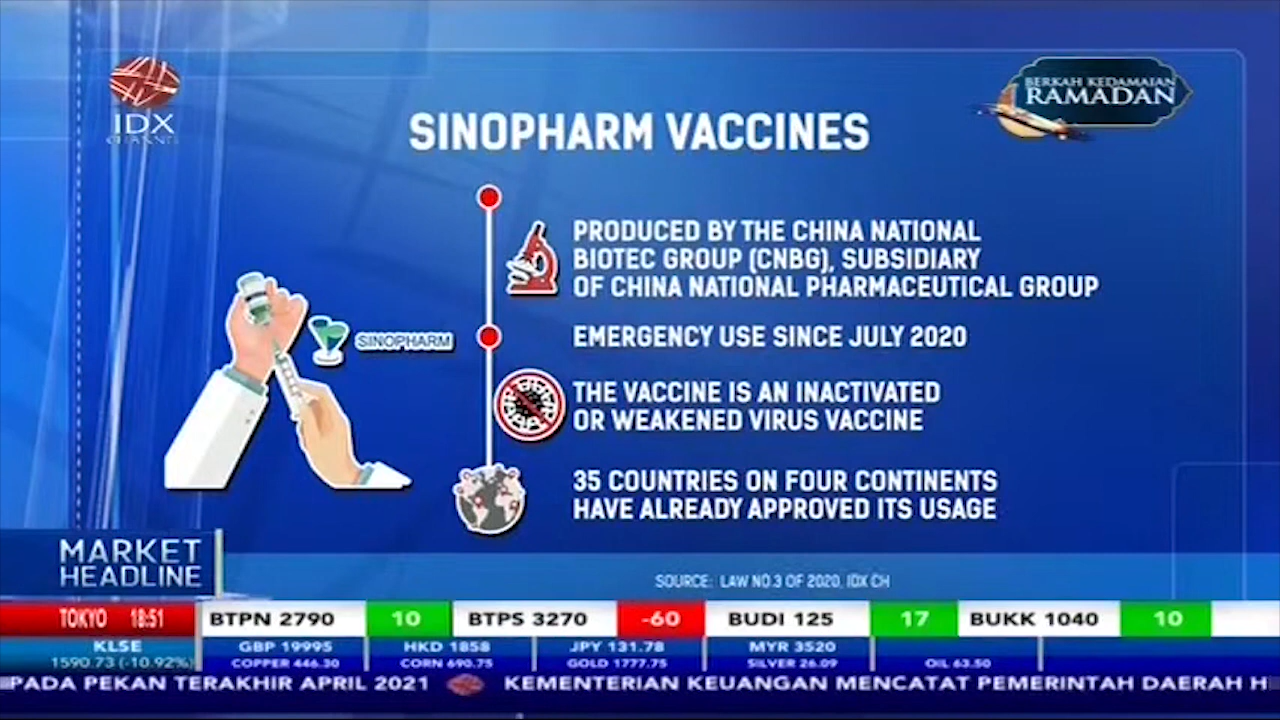 IDX
CHANNEL
BERKAH KEDAMAIAN
RAMADAN
SINOPHARM VACCINES
PRODUCED BY THE CHINA NATIONAL
BIOTEC GROUP (CNBG), SUBSIDIARY
OF CHINA NATIONAL PHARMACEUTICAL GROUP
SINOPHARM
EMERGENCY USE SINCE JULY 2020
THE VACCINE IS AN INACTIVATED
OR WEAKENED VIRUS VACCINE
35 COUNTRIES ON FOUR CONTINENTS
HAVE ALREADY APPROVED ITS USAGE
MARKET
HEADLINE
SOURCE: LAW NO.3 OF 2020, IDX CH
TOKYO 18:51 BTPN 2790 10 BTPS 3270 -60 BUDI 125 17 BUKK 1040 10
KLSE GBP 19995 HKD 1858 JPY 131.78 MYR 3520
1590.73 (-10.92%) COPPER 446.30 CORN 690.75 GOLD 1777.75 SILVER 26.09 OIL 63.50
PADA PEKAN TERAKHIR APRIL 2021 KEMENTERIAN KEUANGAN MENCATAT PEMERINTAH DAERAH H